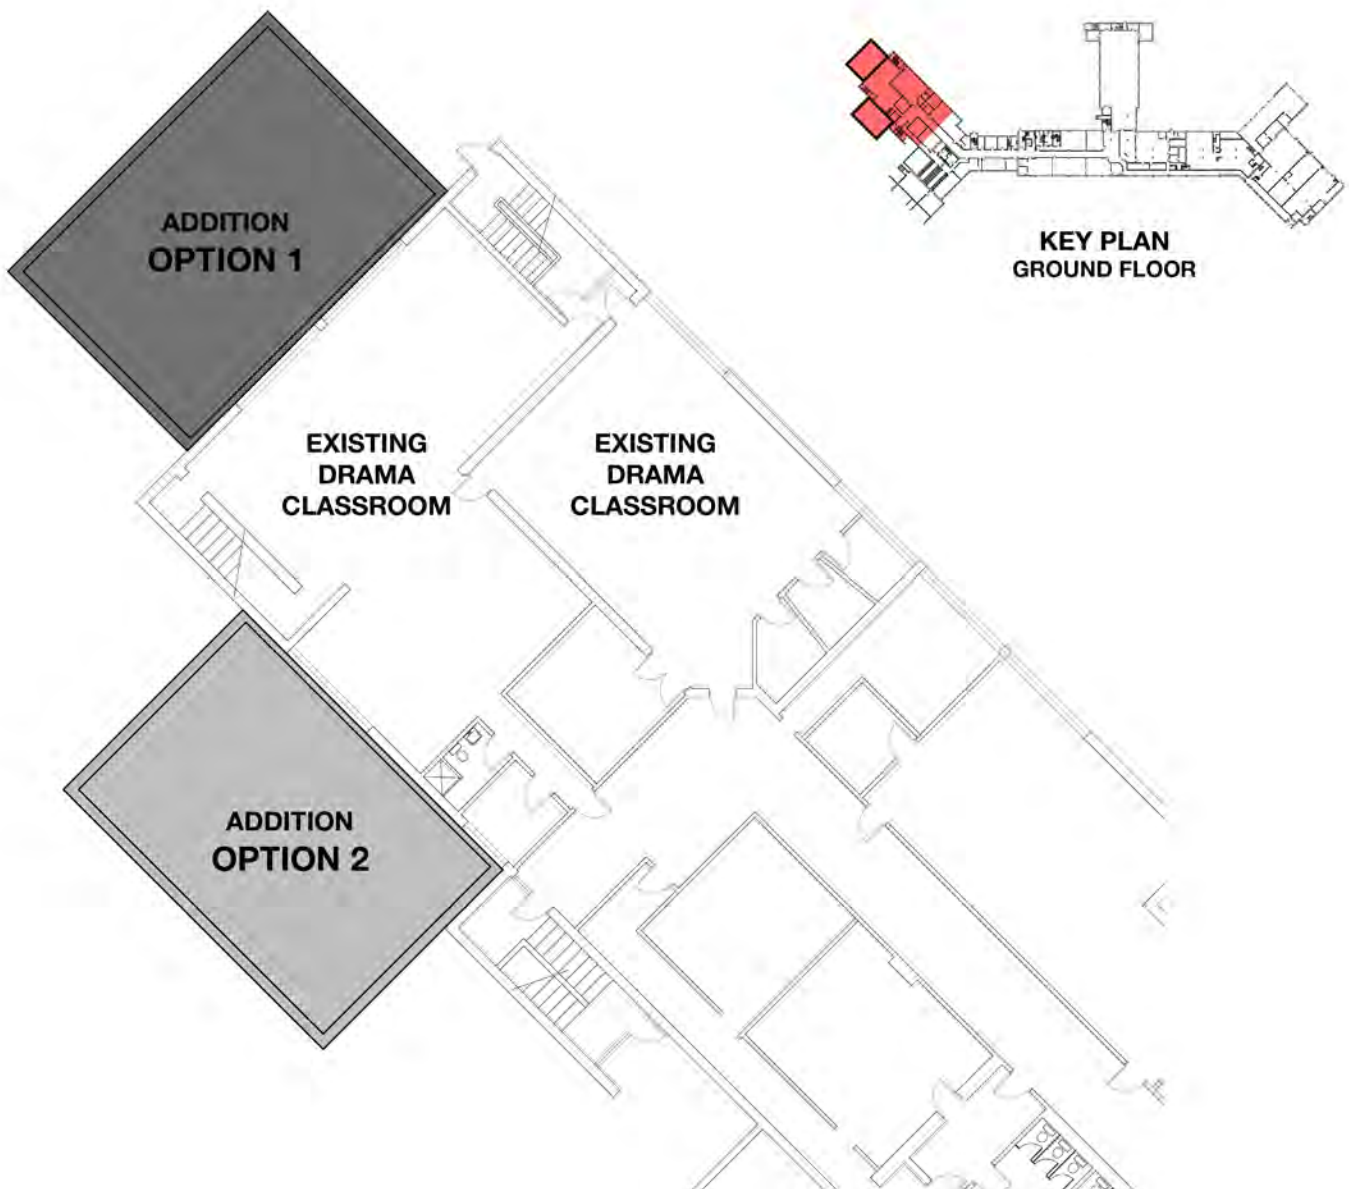 KEY PLAN
GROUND FLOOR
ADDITION
OPTION 1
EXISTING
DRAMA
CLASSROOM
EXISTING
DRAMA
CLASSROOM
ADDITION
OPTION 2